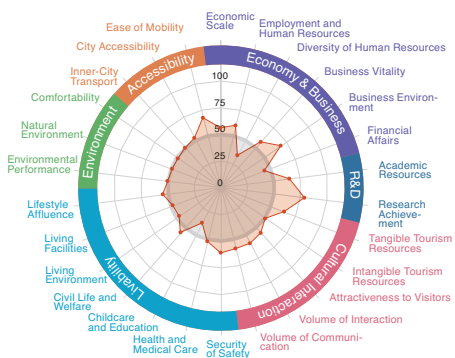 Economic
Scale
Employment and
Human Resources
Diversity of Human Resources
Business Vitality
Business Environ-
ment
Financial
Affairs
Academic
Resources
Research
Achieve-
ment
Tangible Tourism
Resources
Intangible Tourism
Resources
Attractiveness to Visitors
Volume of Interaction
Volume of Communi-
cation
Security
of Safety
Health and
Medical Care
Childcare
and Education
Civil Life and
Welfare
Living
Environment
Living
Facilities
Lifestyle
Affluence
Environmental
Performance
Natural
Environment
Comfortability
Inner-City
Transport
City Accessibility
Ease of Mobility
Economy & Business
R&D
Cultural Interaction
Livability
Environment
Accessibility
100
75
50
25
0